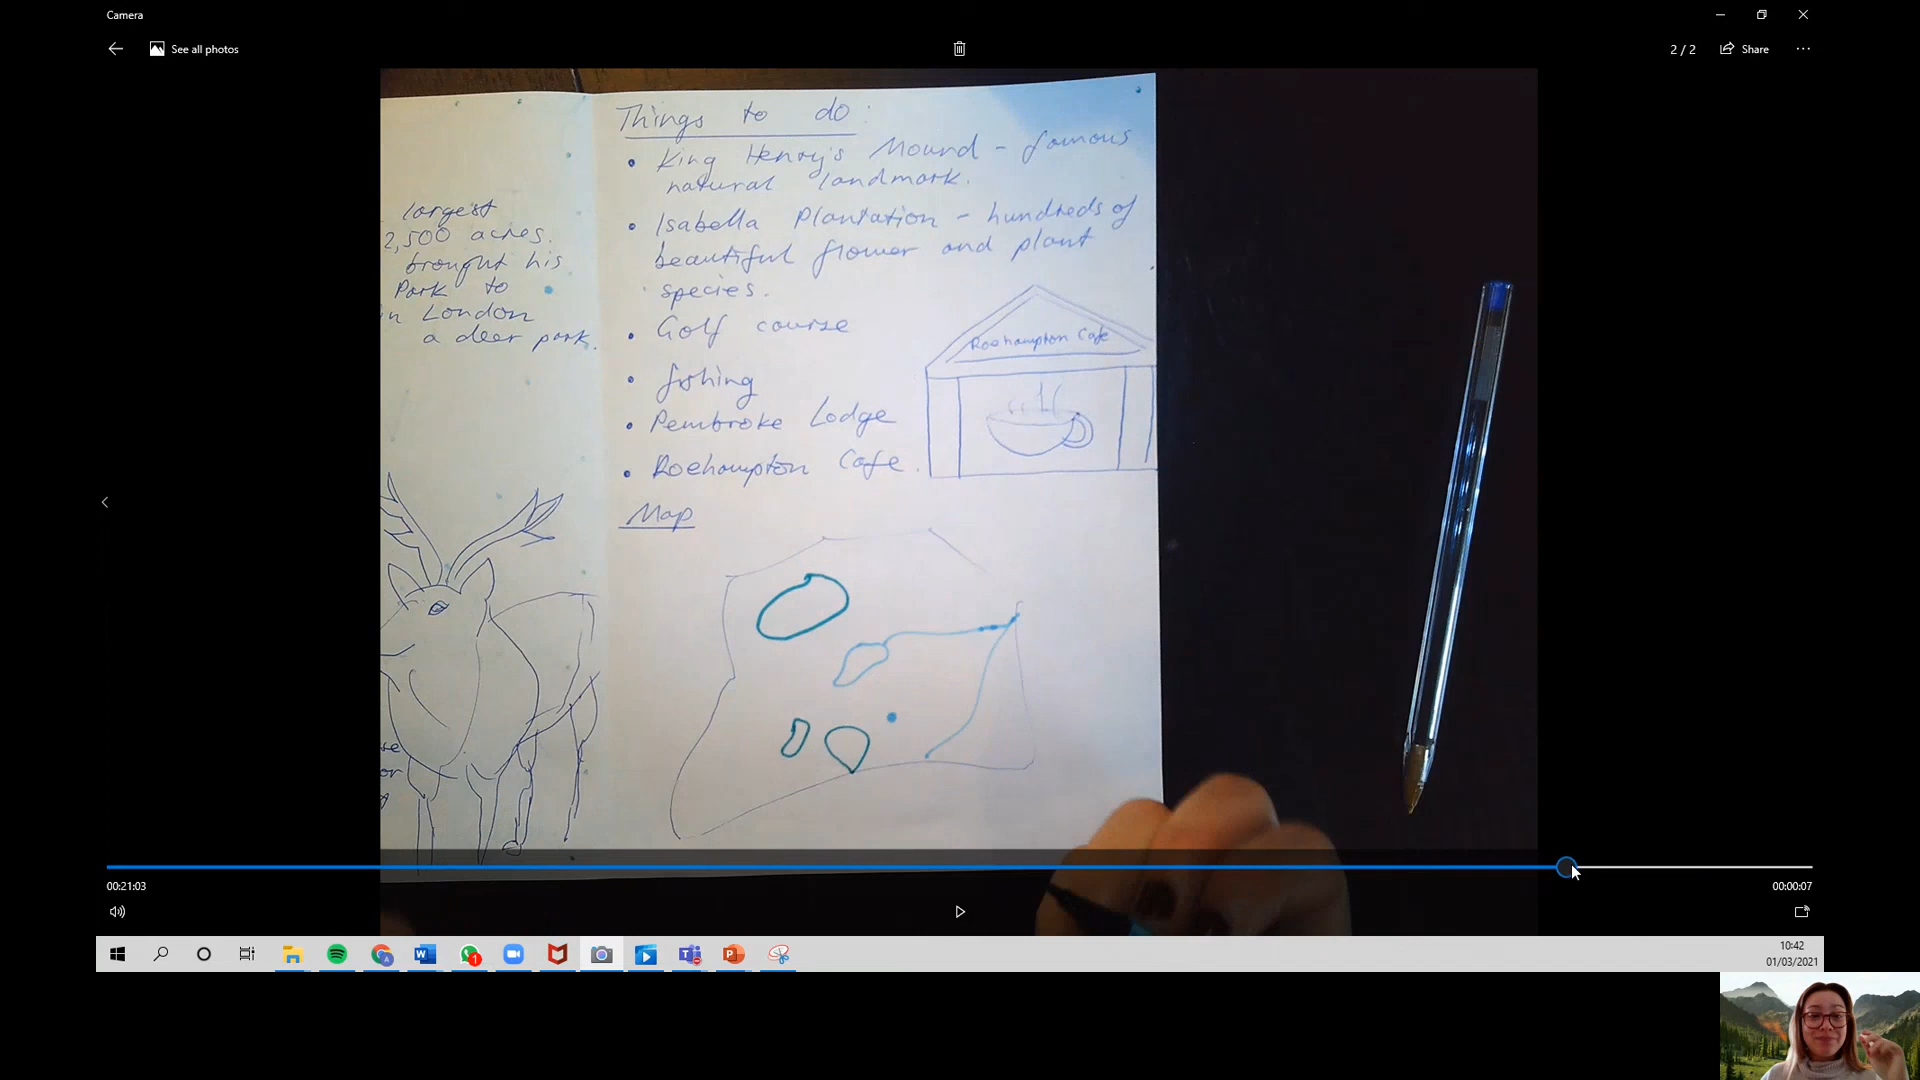 Camera
See all photos
2 / 2
Share
largest
2,500 acres.
brought his
Park to
in London
a deer park.
Things to do:
• King Henry's Mound - famous
natural landmark.
• Isabella Plantation - hundreds of
beautiful flower and plant
species.
• Golf course
• fishing
• Pembroke Lodge
• Roehampton Cafe.
Roehampton Cafe
Map
00:21:03
00:00:07
10:42
01/03/2021